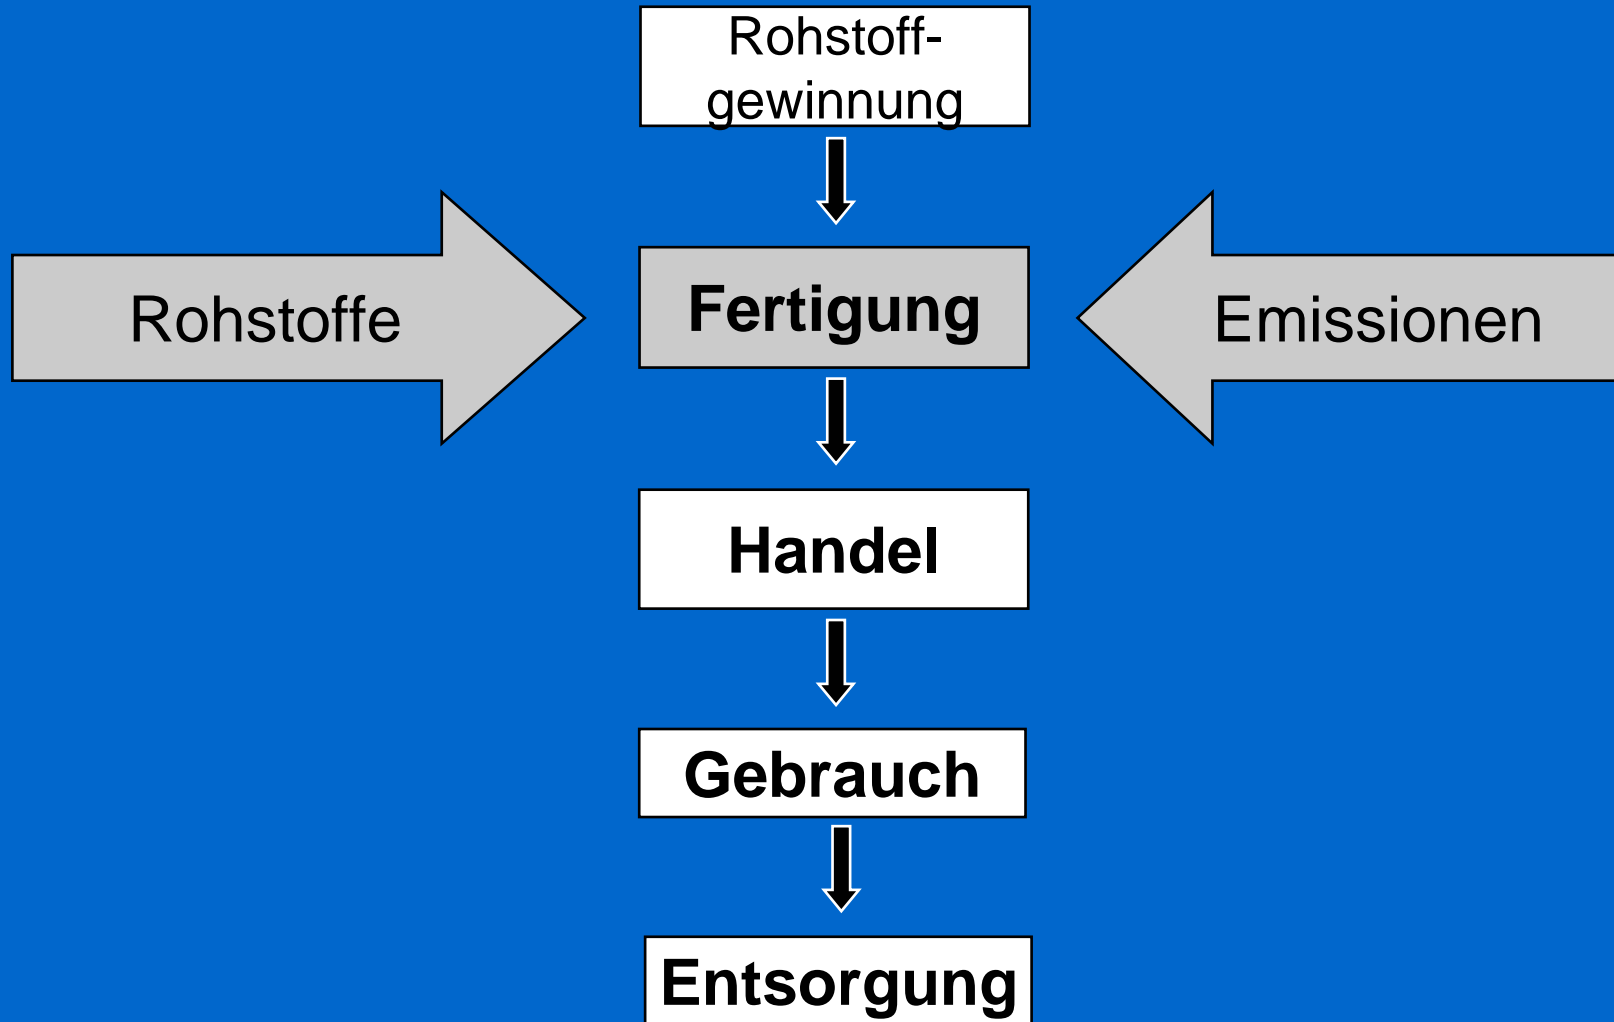 Rohstoff-
gewinnung
Rohstoffe
Fertigung
Emissionen
Handel
Gebrauch
Entsorgung